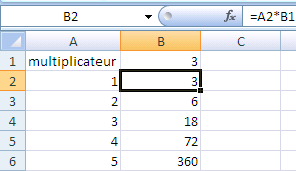 B2 fx =A2*B1
A B C
1 multiplicateur 3
2 1 3
3 2 6
4 3 18
5 4 72
6 5 360